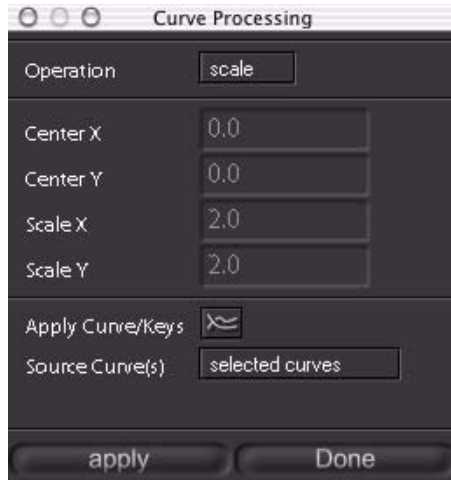 Curve Processing
Operation scale
Center X 0.0
Center Y 0.0
Scale X 2.0
Scale Y 2.0
Apply Curve/Keys
Source Curve(s) selected curves
apply Done